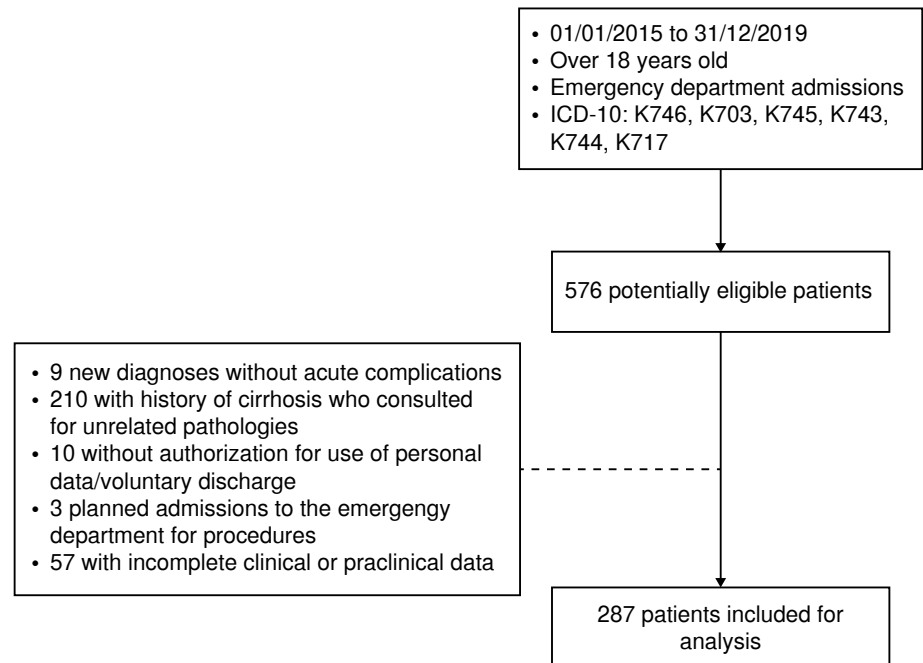 • 01/01/2015 to 31/12/2019
• Over 18 years old
• Emergency department admissions
• ICD-10: K746, K703, K745, K743,
K744, K717
576 potentially eligible patients
• 9 new diagnoses without acute complications
• 210 with history of cirrhosis who consulted
for unrelated pathologies
• 10 without authorization for use of personal
data/voluntary discharge
• 3 planned admissions to the emergengy
department for procedures
• 57 with incomplete clinical or praclinical data
287 patients included for
analysis